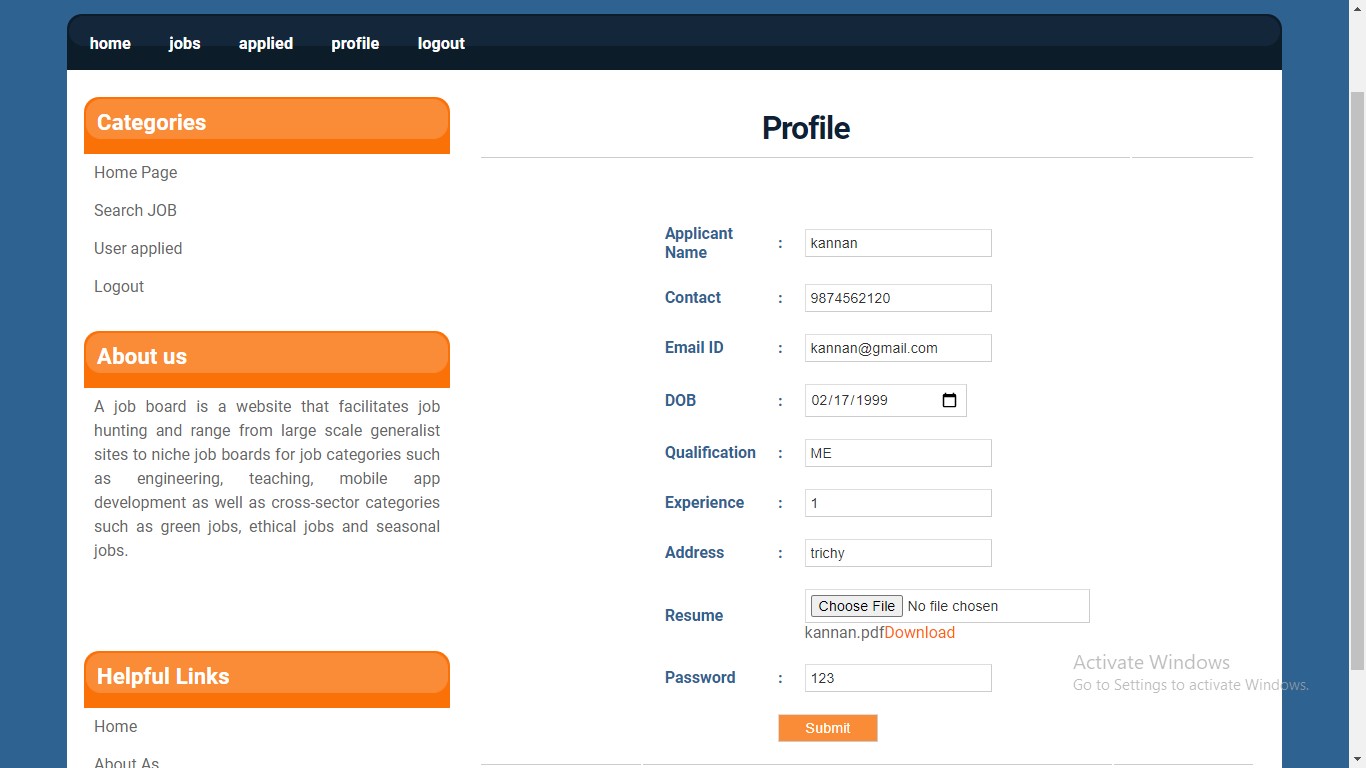 home jobs applied profile logout
Categories
Home Page
Search JOB
User applied
Logout
About us
A job board is a website that facilitates job
hunting and range from large scale generalist
sites to niche job boards for job categories such
as engineering, teaching, mobile app
development as well as cross-sector categories
such as green jobs, ethical jobs and seasonal
jobs.
Helpful Links
Home
About As
Profile
Applicant
Name : kannan
Contact : 9874562120
Email ID : kannan@gmail.com
DOB : 02/17/1999
Qualification : ME
Experience : 1
Address : trichy
Resume Choose File No file chosen
kannan.pdfDownload
Password : 123
Submit
Activate Windows
Go to Settings to activate Windows.